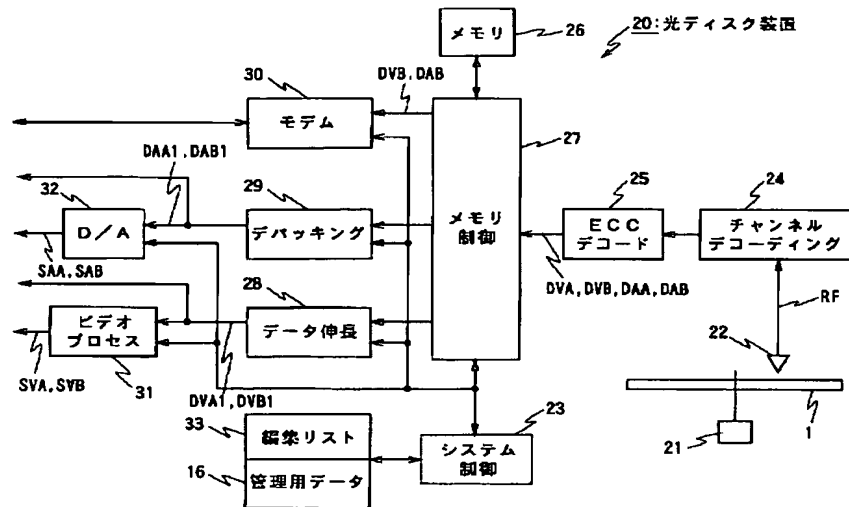 20:光ディスク装置
メモリ
26
30
DVB,DAB
モデム
27
DAA1,DAB1
32
29
25
24
D/A
デパッキング
メモリ
制御
ECC
デコード
チャンネル
デコーディング
SAA,SAB
28
DVA,DVB,DAA,DAB
RF
ビデオ
プロセス
データ伸長
22
SVA,SVB
31
DVA1,DVB1
23
1
33
編集リスト
システム
制御
21
16
管理用データ